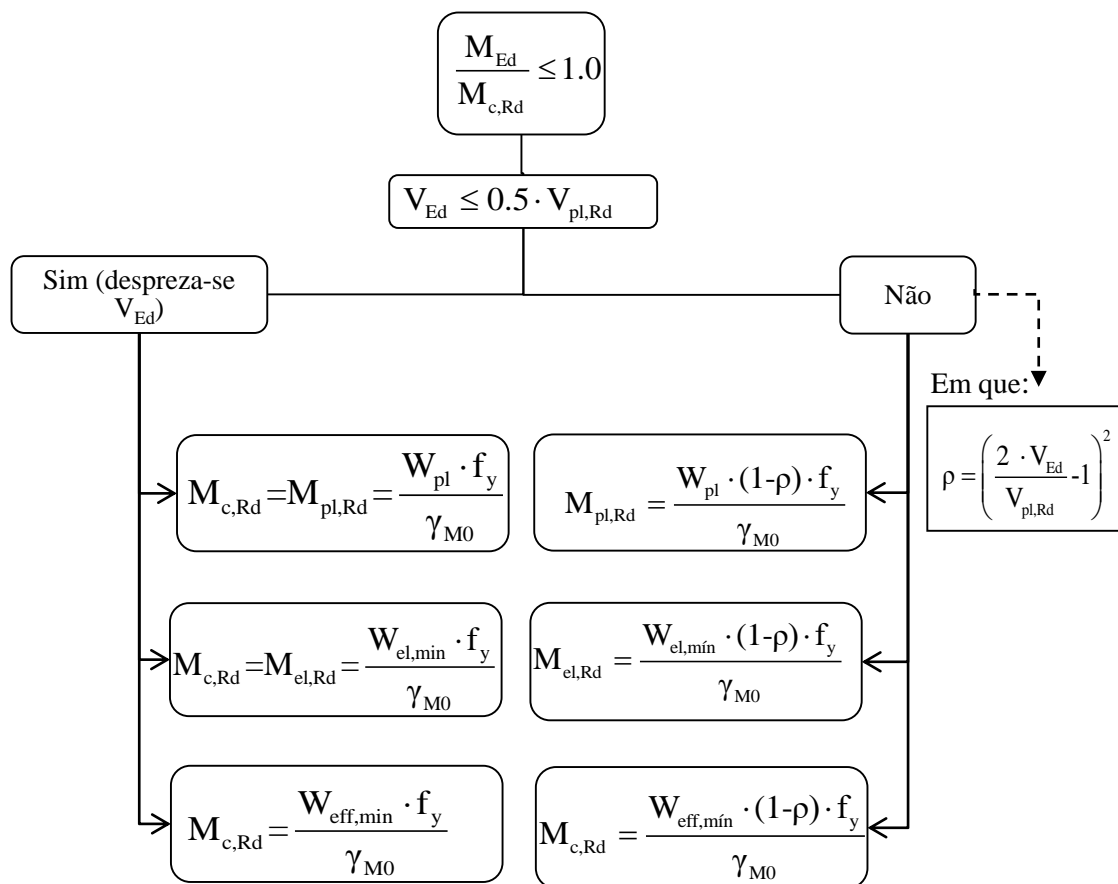 M_Ed / M_c,Rd ≤ 1.0
V_Ed ≤ 0.5 · V_pl,Rd
Sim (despreza-se
V_Ed)
Não
Em que:
ρ = (2 · V_Ed / V_pl,Rd - 1)^2
M_c,Rd = M_pl,Rd = W_pl · f_y / γ_M0
M_pl,Rd = W_pl · (1-ρ) · f_y / γ_M0
M_c,Rd = M_el,Rd = W_el,min · f_y / γ_M0
M_el,Rd = W_el,mín · (1-ρ) · f_y / γ_M0
M_c,Rd = W_eff,min · f_y / γ_M0
M_c,Rd = W_eff,mín · (1-ρ) · f_y / γ_M0